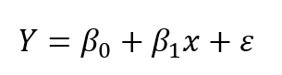 Y = β₀ + β₁x + ε